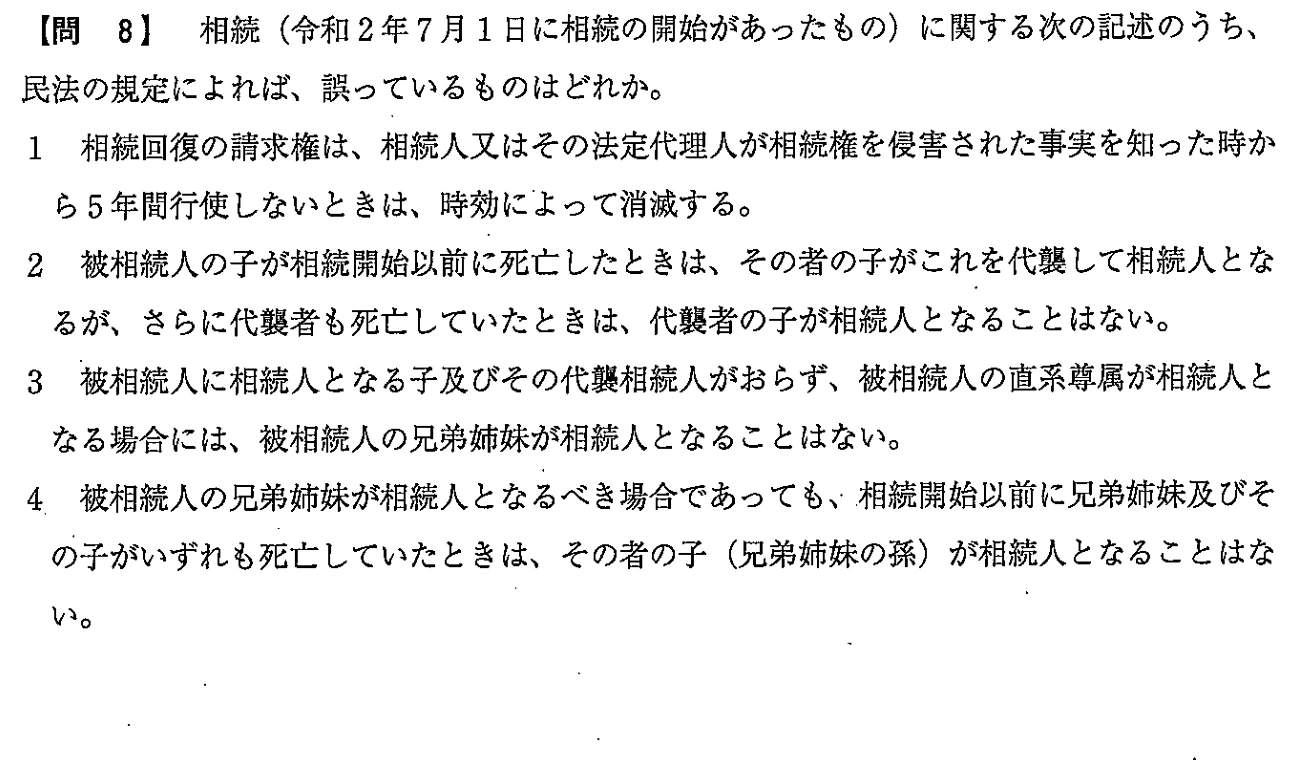 【問 8】 相続（令和2年7月1日に相続の開始があったもの）に関する次の記述のうち、
民法の規定によれば、誤っているものはどれか。
1 相続回復の請求権は、相続人又はその法定代理人が相続権を侵害された事実を知った時か
ら5年間行使しないときは、時効によって消滅する。
2 被相続人の子が相続開始以前に死亡したときは、その者の子がこれを代襲して相続人とな
るが、さらに代襲者も死亡していたときは、代襲者の子が相続人となることはない。
3 被相続人に相続人となる子及びその代襲相続人がおらず、被相続人の直系尊属が相続人と
なる場合には、被相続人の兄弟姉妹が相続人となることはない。
4 被相続人の兄弟姉妹が相続人となるべき場合であっても、相続開始以前に兄弟姉妹及びそ
の子がいずれも死亡していたときは、その者の子（兄弟姉妹の孫）が相続人となることはな
い。